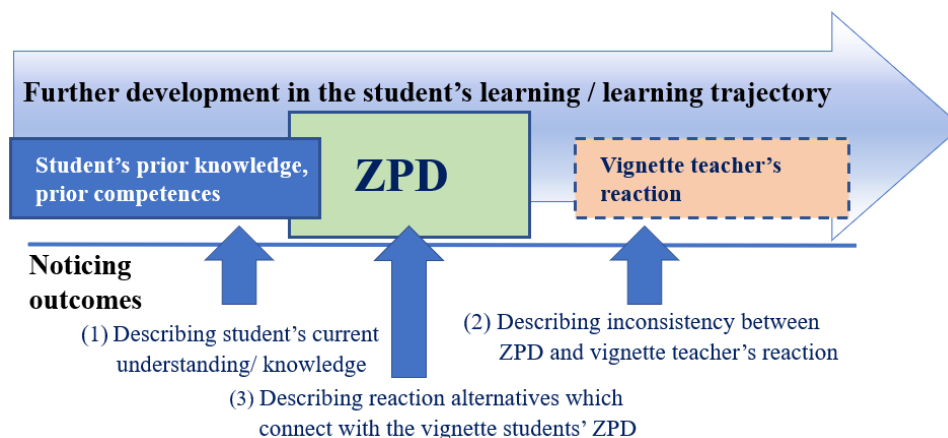 Further development in the student's learning / learning trajectory
Student's prior knowledge,
prior competences
ZPD
Vignette teacher's
reaction
Noticing
outcomes
(1) Describing student's current
understanding/ knowledge
(2) Describing inconsistency between
ZPD and vignette teacher's reaction
(3) Describing reaction alternatives which
connect with the vignette students' ZPD